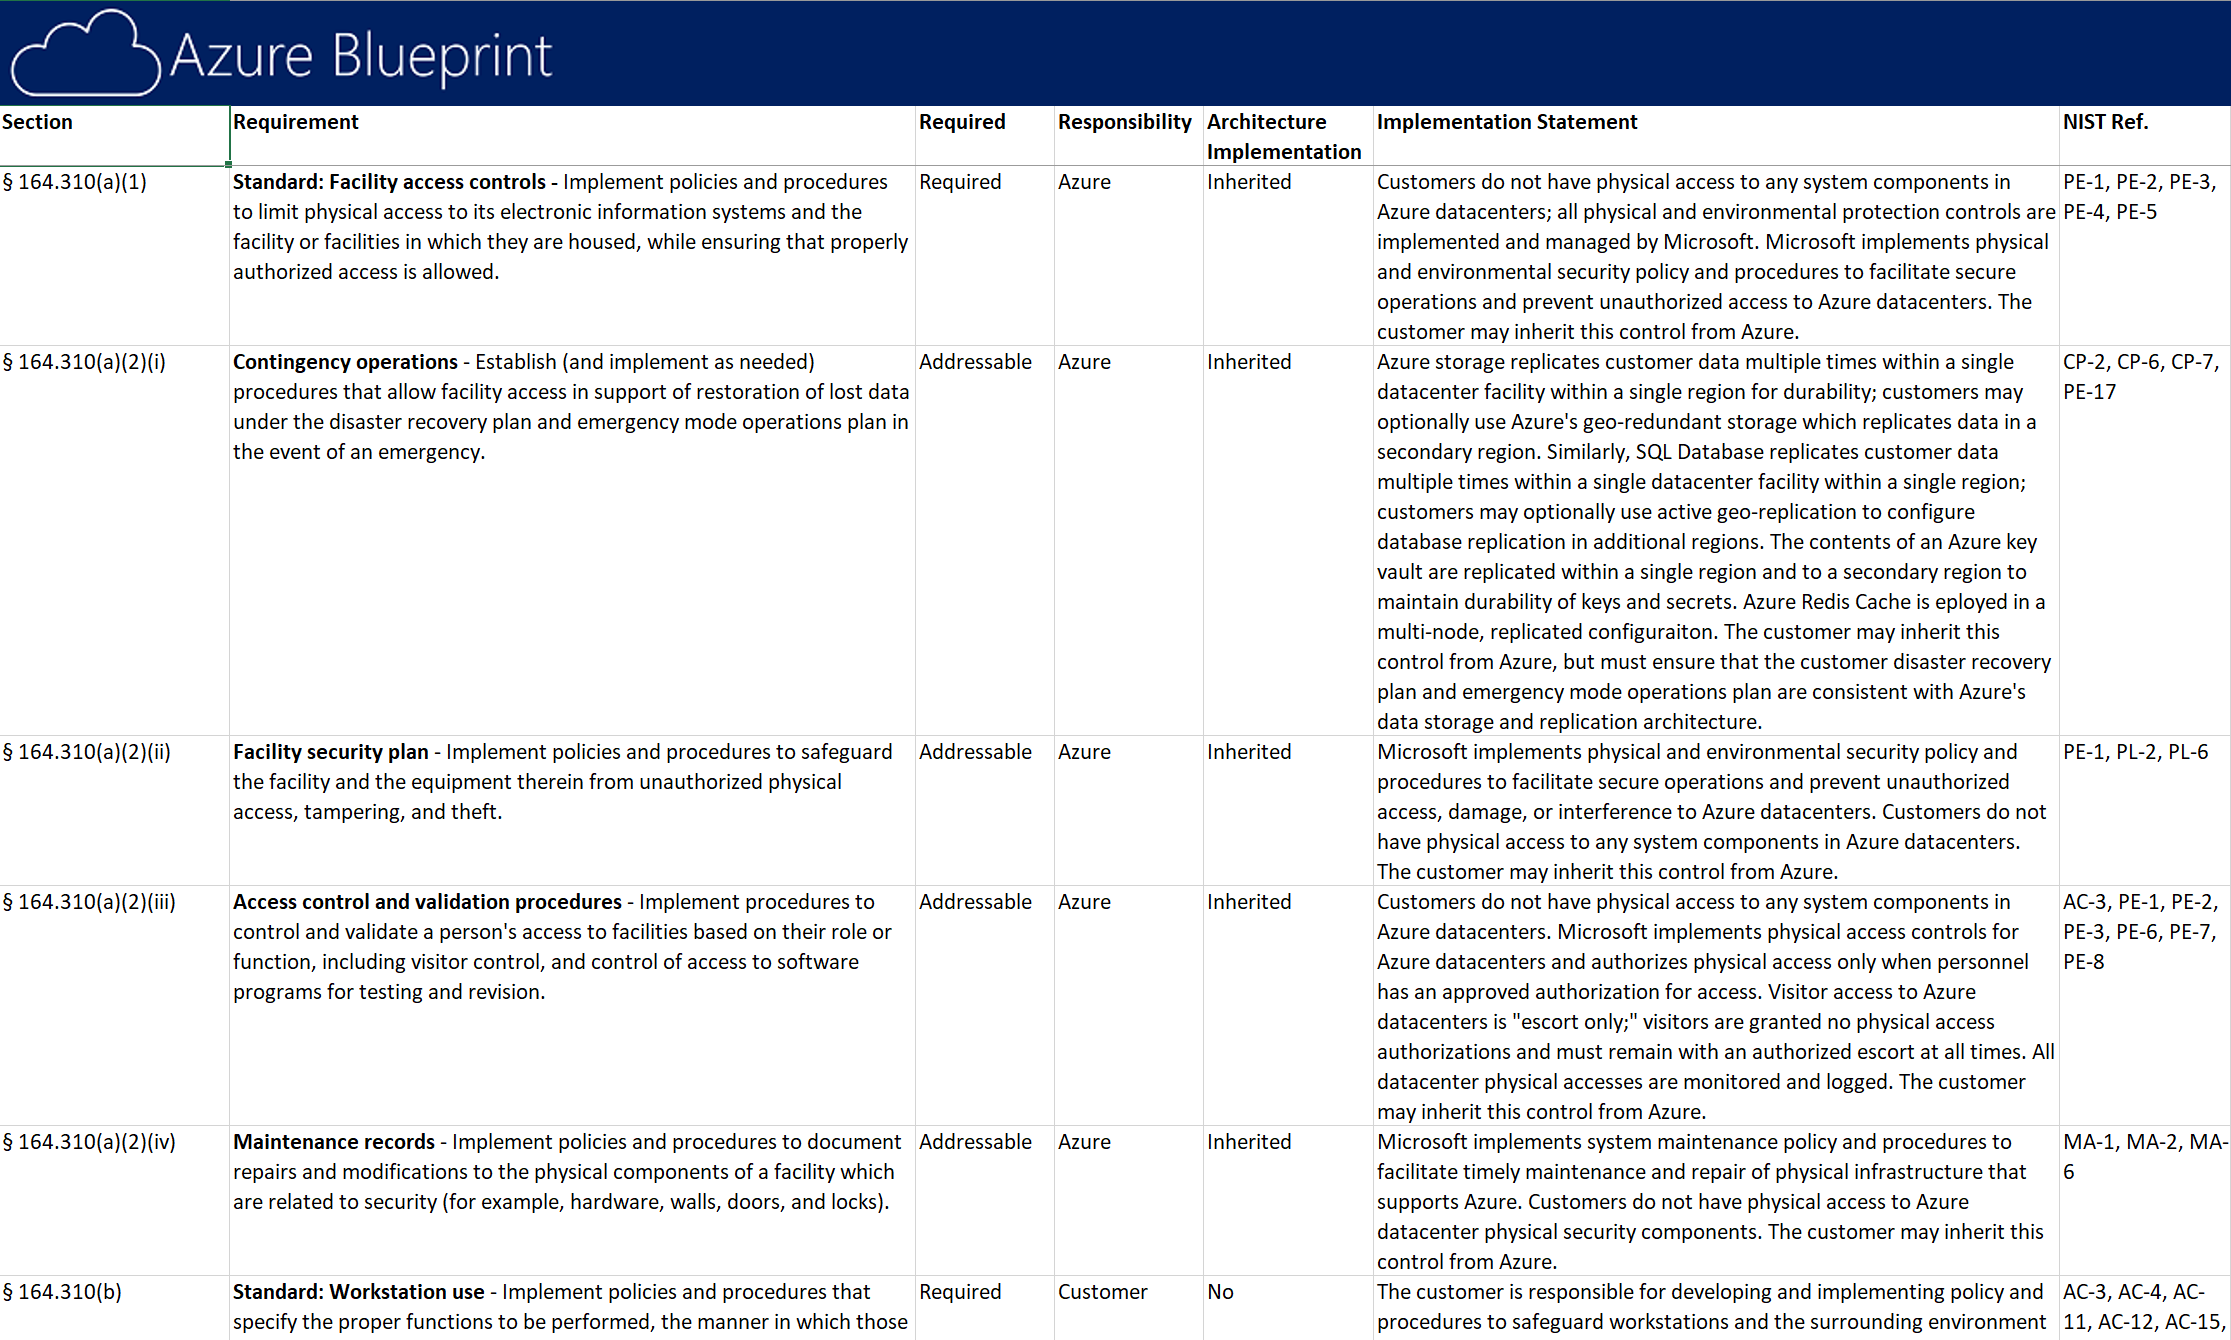 Azure Blueprint
Section
Requirement
Required
Responsibility
Architecture
Implementation
Implementation Statement
NIST Ref.
§ 164.310(a)(1)
Standard: Facility access controls - Implement policies and procedures
to limit physical access to its electronic information systems and the
facility or facilities in which they are housed, while ensuring that properly
authorized access is allowed.
Required
Azure
Inherited
Customers do not have physical access to any system components in
Azure datacenters; all physical and environmental protection controls are
implemented and managed by Microsoft. Microsoft implements physical
and environmental security policy and procedures to facilitate secure
operations and prevent unauthorized access to Azure datacenters. The
customer may inherit this control from Azure.
PE-1, PE-2, PE-3,
PE-4, PE-5
§ 164.310(a)(2)(i)
Contingency operations - Establish (and implement as needed)
procedures that allow facility access in support of restoration of lost data
under the disaster recovery plan and emergency mode operations plan in
the event of an emergency.
Addressable
Azure
Inherited
Azure storage replicates customer data multiple times within a single
datacenter facility within a single region for durability; customers may
optionally use Azure's geo-redundant storage which replicates data in a
secondary region. Similarly, SQL Database replicates customer data
multiple times within a single datacenter facility within a single region;
customers may optionally use active geo-replication to configure
database replication in additional regions. The contents of an Azure key
vault are replicated within a single region and to a secondary region to
maintain durability of keys and secrets. Azure Redis Cache is eployed in a
multi-node, replicated configuraiton. The customer may inherit this
control from Azure, but must ensure that the customer disaster recovery
plan and emergency mode operations plan are consistent with Azure's
data storage and replication architecture.
CP-2, CP-6, CP-7,
PE-17
§ 164.310(a)(2)(ii)
Facility security plan - Implement policies and procedures to safeguard
the facility and the equipment therein from unauthorized physical
access, tampering, and theft.
Addressable
Azure
Inherited
Microsoft implements physical and environmental security policy and
procedures to facilitate secure operations and prevent unauthorized
access, damage, or interference to Azure datacenters. Customers do not
have physical access to any system components in Azure datacenters.
The customer may inherit this control from Azure.
PE-1, PL-2, PL-6
§ 164.310(a)(2)(iii)
Access control and validation procedures - Implement procedures to
control and validate a person's access to facilities based on their role or
function, including visitor control, and control of access to software
programs for testing and revision.
Addressable
Azure
Inherited
Customers do not have physical access to any system components in
Azure datacenters. Microsoft implements physical access controls for
Azure datacenters and authorizes physical access only when personnel
has an approved authorization for access. Visitor access to Azure
datacenters is "escort only;" visitors are granted no physical access
authorizations and must remain with an authorized escort at all times. All
datacenter physical accesses are monitored and logged. The customer
may inherit this control from Azure.
AC-3, PE-1, PE-2,
PE-3, PE-6, PE-7,
PE-8
§ 164.310(a)(2)(iv)
Maintenance records - Implement policies and procedures to document
repairs and modifications to the physical components of a facility which
are related to security (for example, hardware, walls, doors, and locks).
Addressable
Azure
Inherited
Microsoft implements system maintenance policy and procedures to
facilitate timely maintenance and repair of physical infrastructure that
supports Azure. Customers do not have physical access to Azure
datacenter physical security components. The customer may inherit this
control from Azure.
MA-1, MA-2, MA-
6
§ 164.310(b)
Standard: Workstation use - Implement policies and procedures that
specify the proper functions to be performed, the manner in which those
Required
Customer
No
The customer is responsible for developing and implementing policy and
procedures to safeguard workstations and the surrounding environment
AC-3, AC-4, AC-
11, AC-12, AC-15,